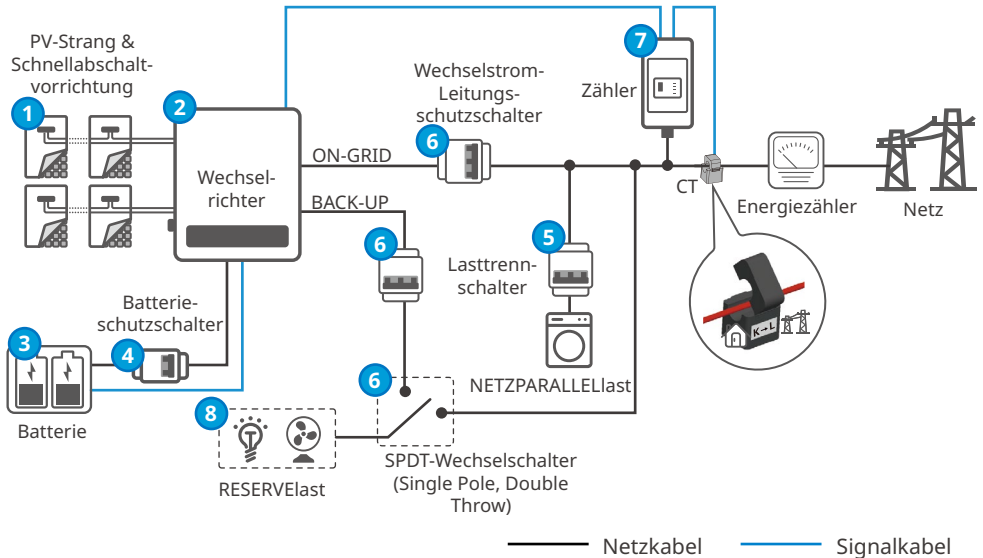 PV-Strang &
Schnellabschalt-
vorrichtung
1
2
Wechsel-
richter
ON-GRID
BACK-UP
Wechselstrom-
Leitungs-
schutzschalter
6
7
Zähler
CT
Energiezähler
Netz
K→L
6
5
Lasttrenn-
schalter
NETZPARALLELlast
Batterie-
schutzschalter
3
4
Batterie
8
RESERVElast
6
SPDT-Wechselschalter
(Single Pole, Double
Throw)
Netzkabel
Signalkabel